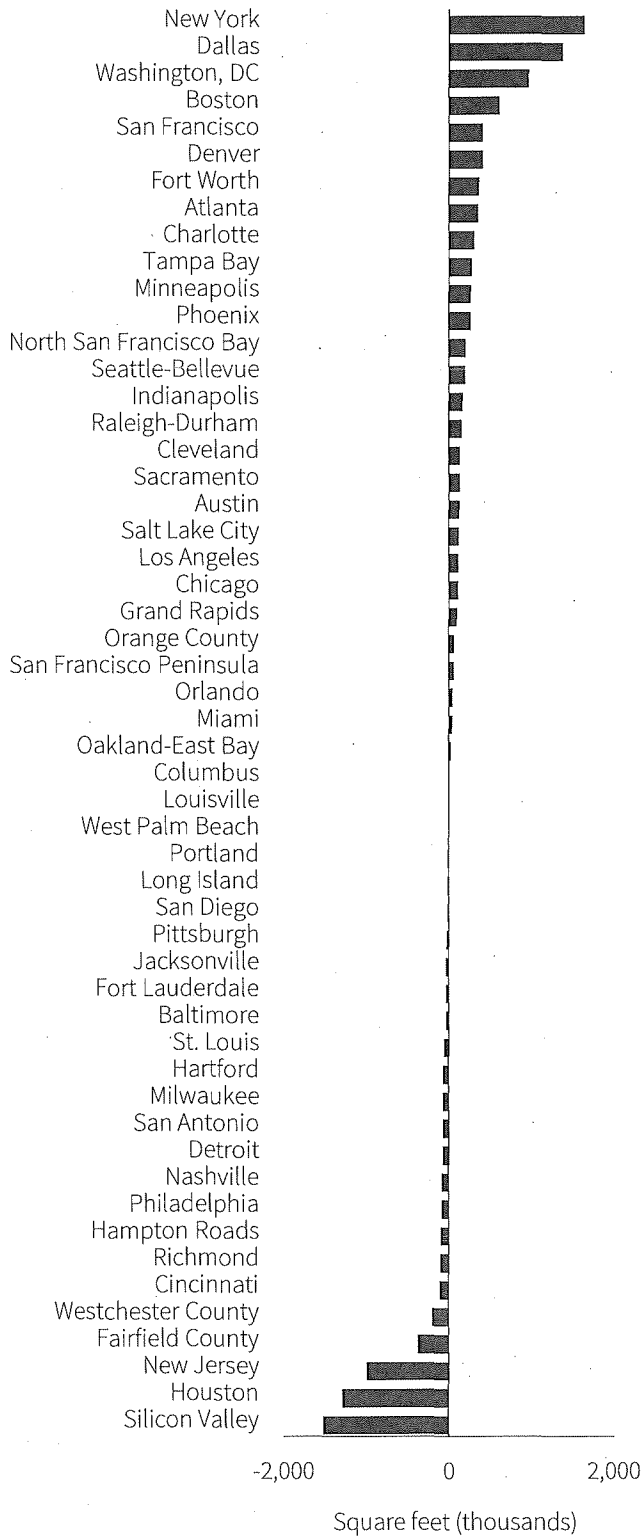 New York
Dallas
Washington, DC
Boston
San Francisco
Denver
Fort Worth
Atlanta
Charlotte
Tampa Bay
Minneapolis
Phoenix
North San Francisco Bay
Seattle-Bellevue
Indianapolis
Raleigh-Durham
Cleveland
Sacramento
Austin
Salt Lake City
Los Angeles
Chicago
Grand Rapids
Orange County
San Francisco Peninsula
Orlando
Miami
Oakland-East Bay
Columbus
Louisville
West Palm Beach
Portland
Long Island
San Diego
Pittsburgh
Jacksonville
Fort Lauderdale
Baltimore
St. Louis
Hartford
Milwaukee
San Antonio
Detroit
Nashville
Philadelphia
Hampton Roads
Richmond
Cincinnati
Westchester County
Fairfield County
New Jersey
Houston
Silicon Valley
-2,000 0 2,000
Square feet (thousands)